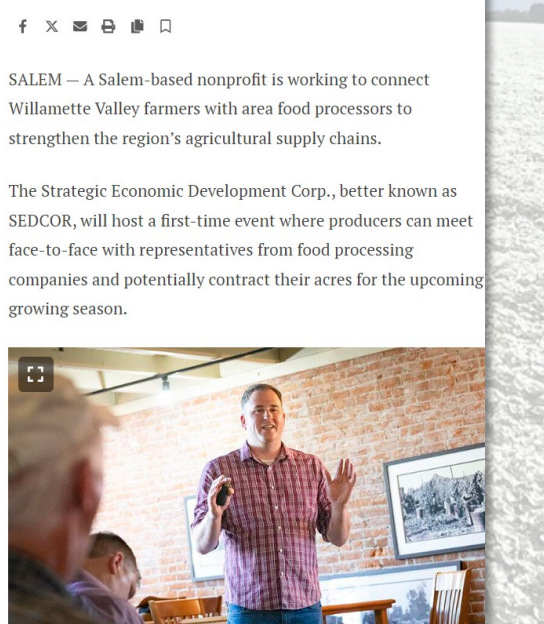 SALEM — A Salem-based nonprofit is working to connect
Willamette Valley farmers with area food processors to
strengthen the region’s agricultural supply chains.
The Strategic Economic Development Corp., better known as
SEDCOR, will host a first-time event where producers can meet
face-to-face with representatives from food processing
companies and potentially contract their acres for the upcoming
growing season.